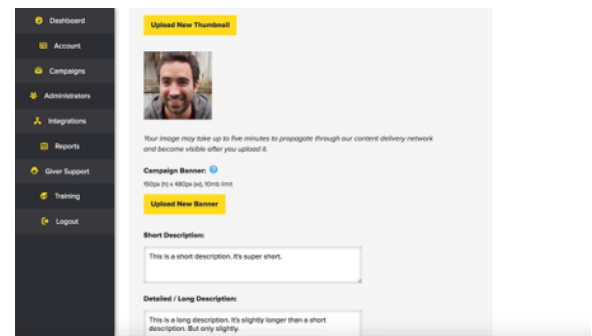 Dashboard
Account
Campaigns
Administrators
Integrations
Reports
Giver Support
Training
Logout
Upload New Thumbnail
Your image may take up to five minutes to propagate through our content delivery network
and become visible after you upload it.
Campaign Banner:
150px (h) x 480px (w), 10mb limit
Upload New Banner
Short Description:
This is a short description. It's super short.
Detailed / Long Description:
This is a long description. It's slightly longer than a short
description. But only slightly.